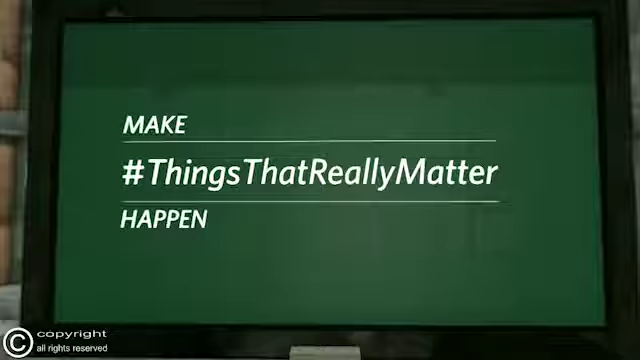 MAKE
#ThingsThatReallyMatter
HAPPEN
© copyright
all rights reserved